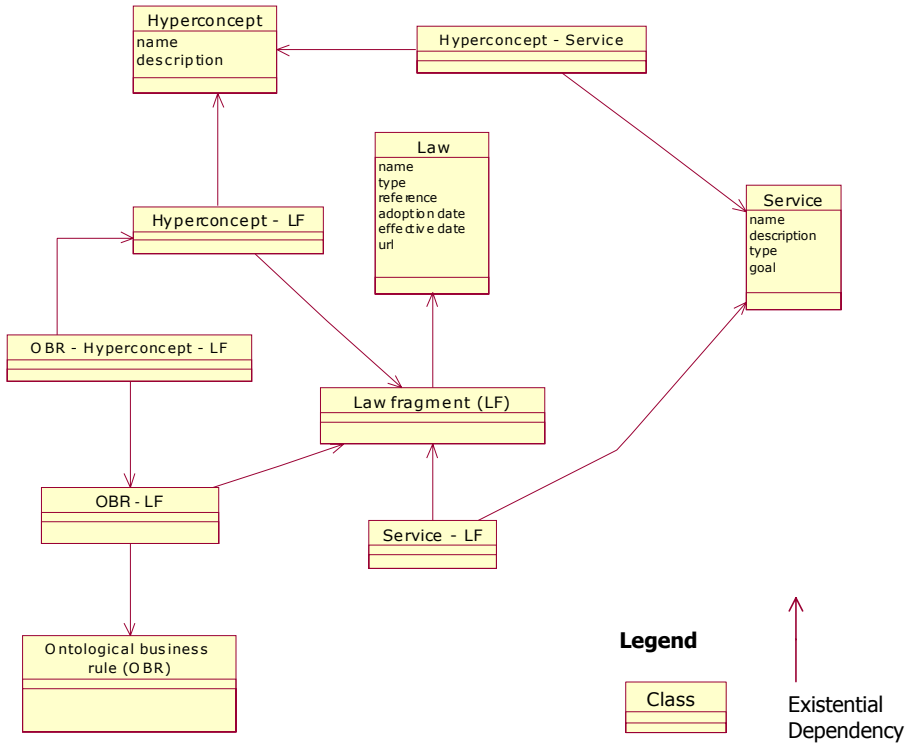 Hyperconcept
name
description
Hyperconcept - Service
Law
name
type
reference
adoption date
effective date
url
Service
name
description
type
goal
Hyperconcept - LF
OBR - Hyperconcept - LF
Law fragment (LF)
OBR - LF
Service - LF
Ontological business
rule (OBR)
Legend
Class
Existential
Dependency